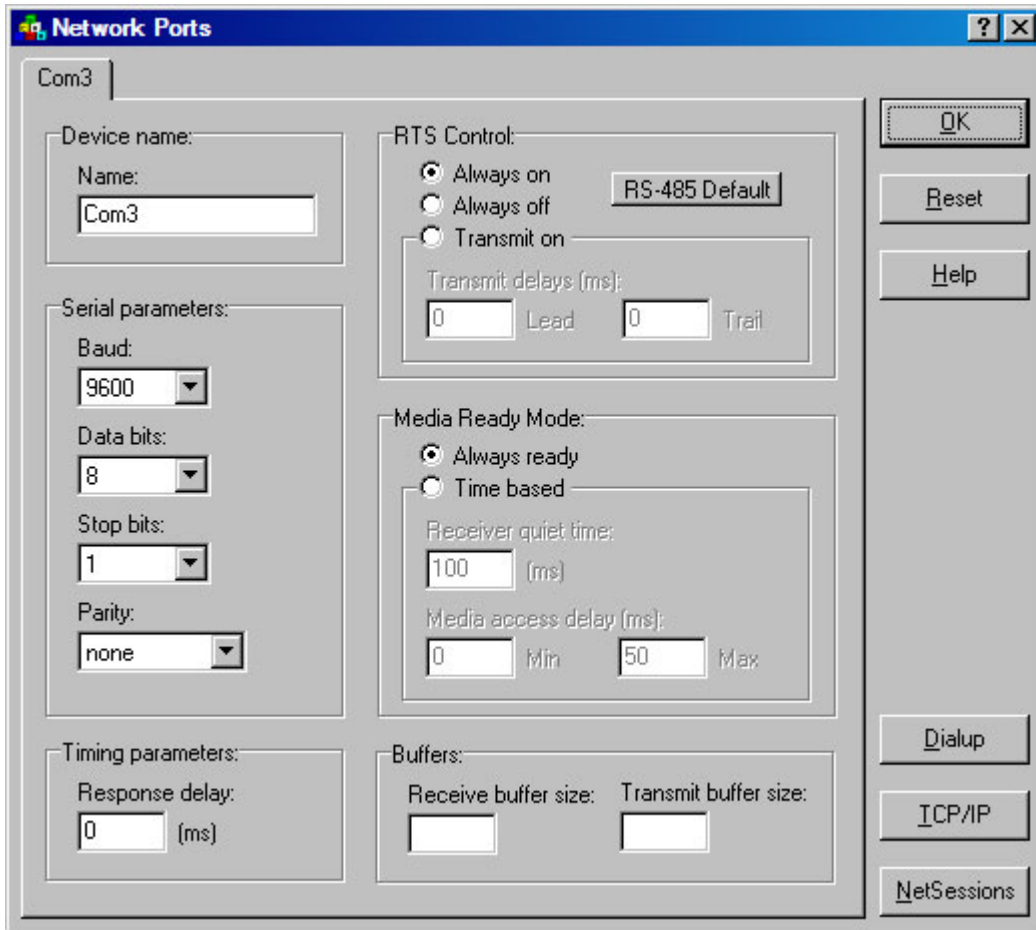 Network Ports
Com3
Device name:
Name:
Com3
Serial parameters:
Baud:
9600
Data bits:
8
Stop bits:
1
Parity:
none
Timing parameters:
Response delay:
0 (ms)
RTS Control:
Always on
RS-485 Default
Always off
Transmit on
Transmit delays (ms):
0 Lead 0 Trail
Media Ready Mode:
Always ready
Time based
Receiver quiet time:
100 (ms)
Media access delay (ms):
0 Min 50 Max
Buffers:
Receive buffer size: Transmit buffer size:
OK
Reset
Help
Dialup
TCP/IP
NetSessions